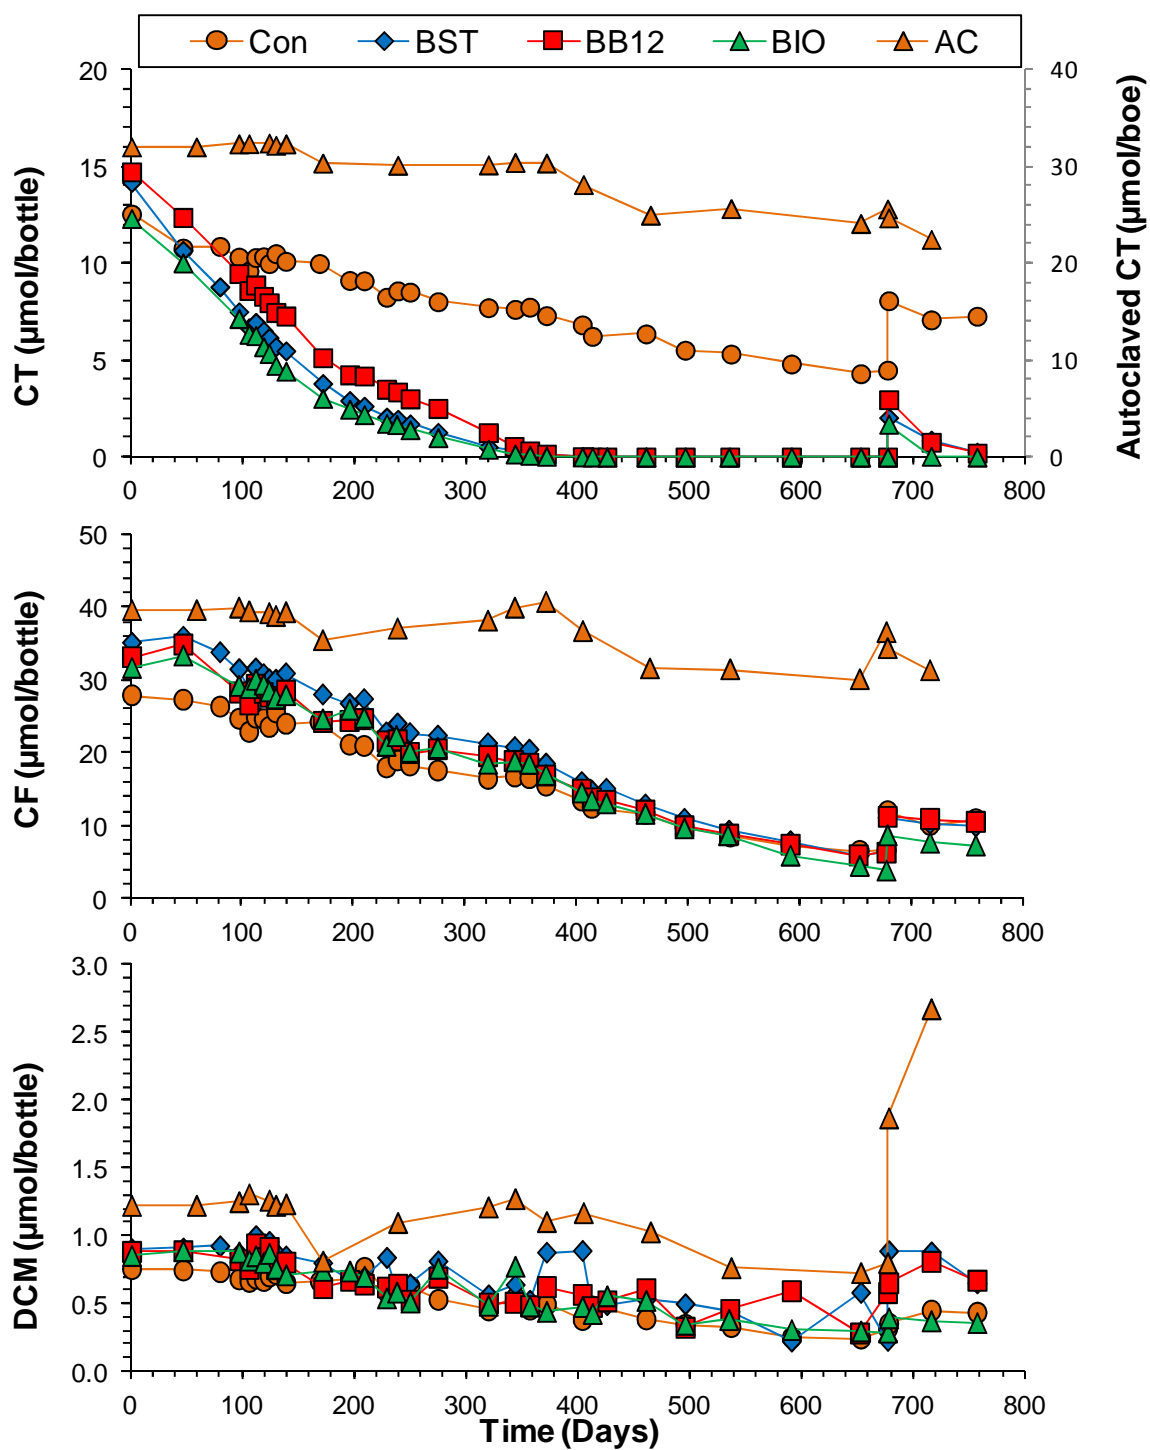 Con BST BB12 BIO AC
20 40
15 30
10 20
5 10
0 0
0 100 200 300 400 500 600 700 800
CT (µmol/bottle)
Autoclaved CT (µmol/boe)
50
40
30
20
10
0
0 100 200 300 400 500 600 700 800
CF (µmol/bottle)
3.0
2.5
2.0
1.5
1.0
0.5
0.0
0 100 200 300 400 500 600 700 800
DCM (µmol/bottle)
Time (Days)